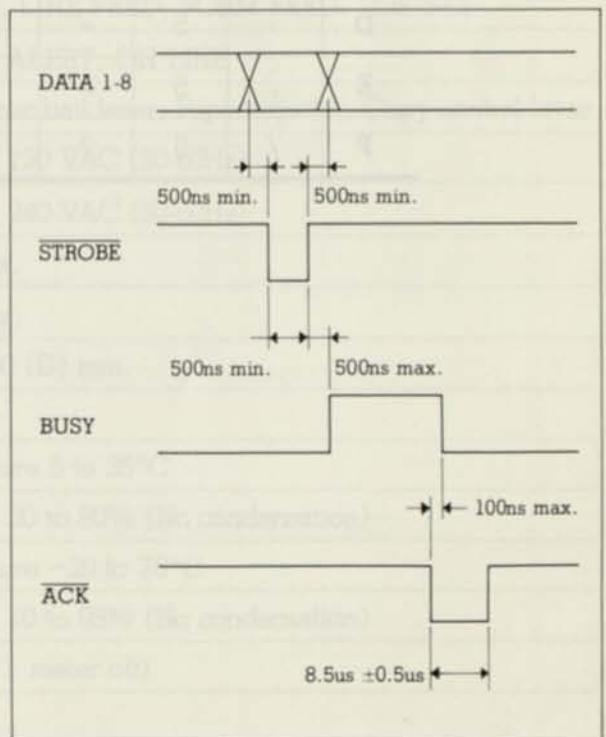 DATA 1-8
500ns min. 500ns min.
STROBE
500ns min. 500ns max.
BUSY
100ns max.
ACK
8.5us ±0.5us